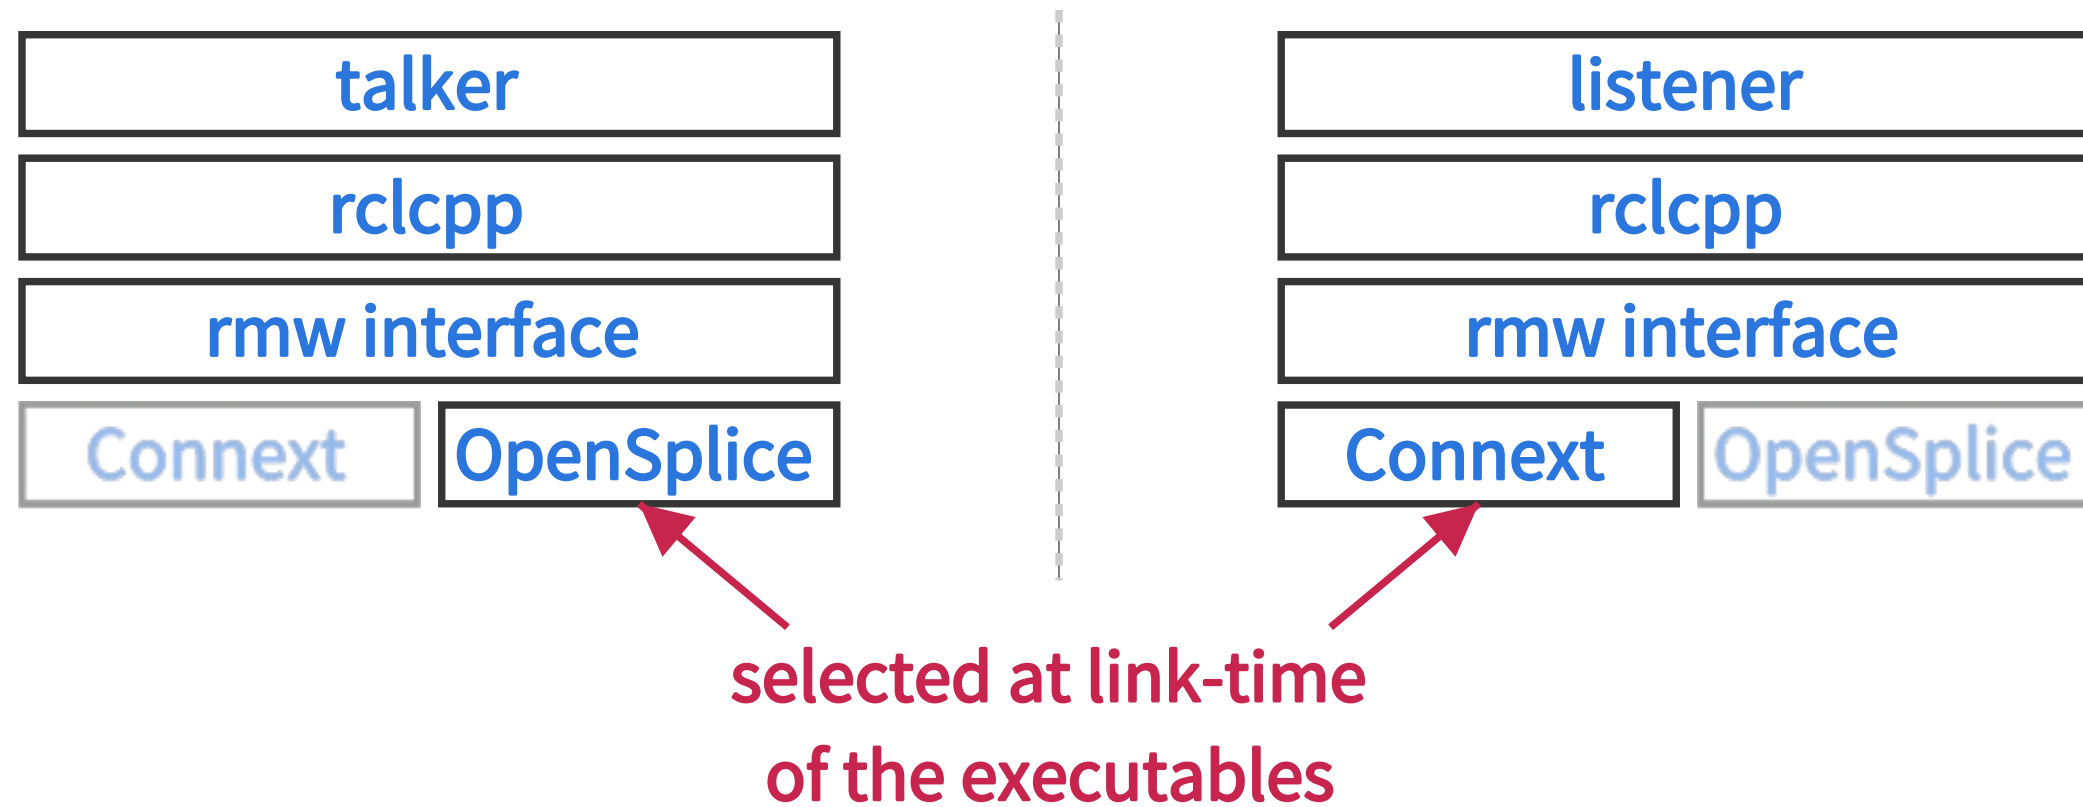 talker
rclcpp
rmw interface
Connext
OpenSplice
listener
rclcpp
rmw interface
Connext
OpenSplice
selected at link-time
of the executables